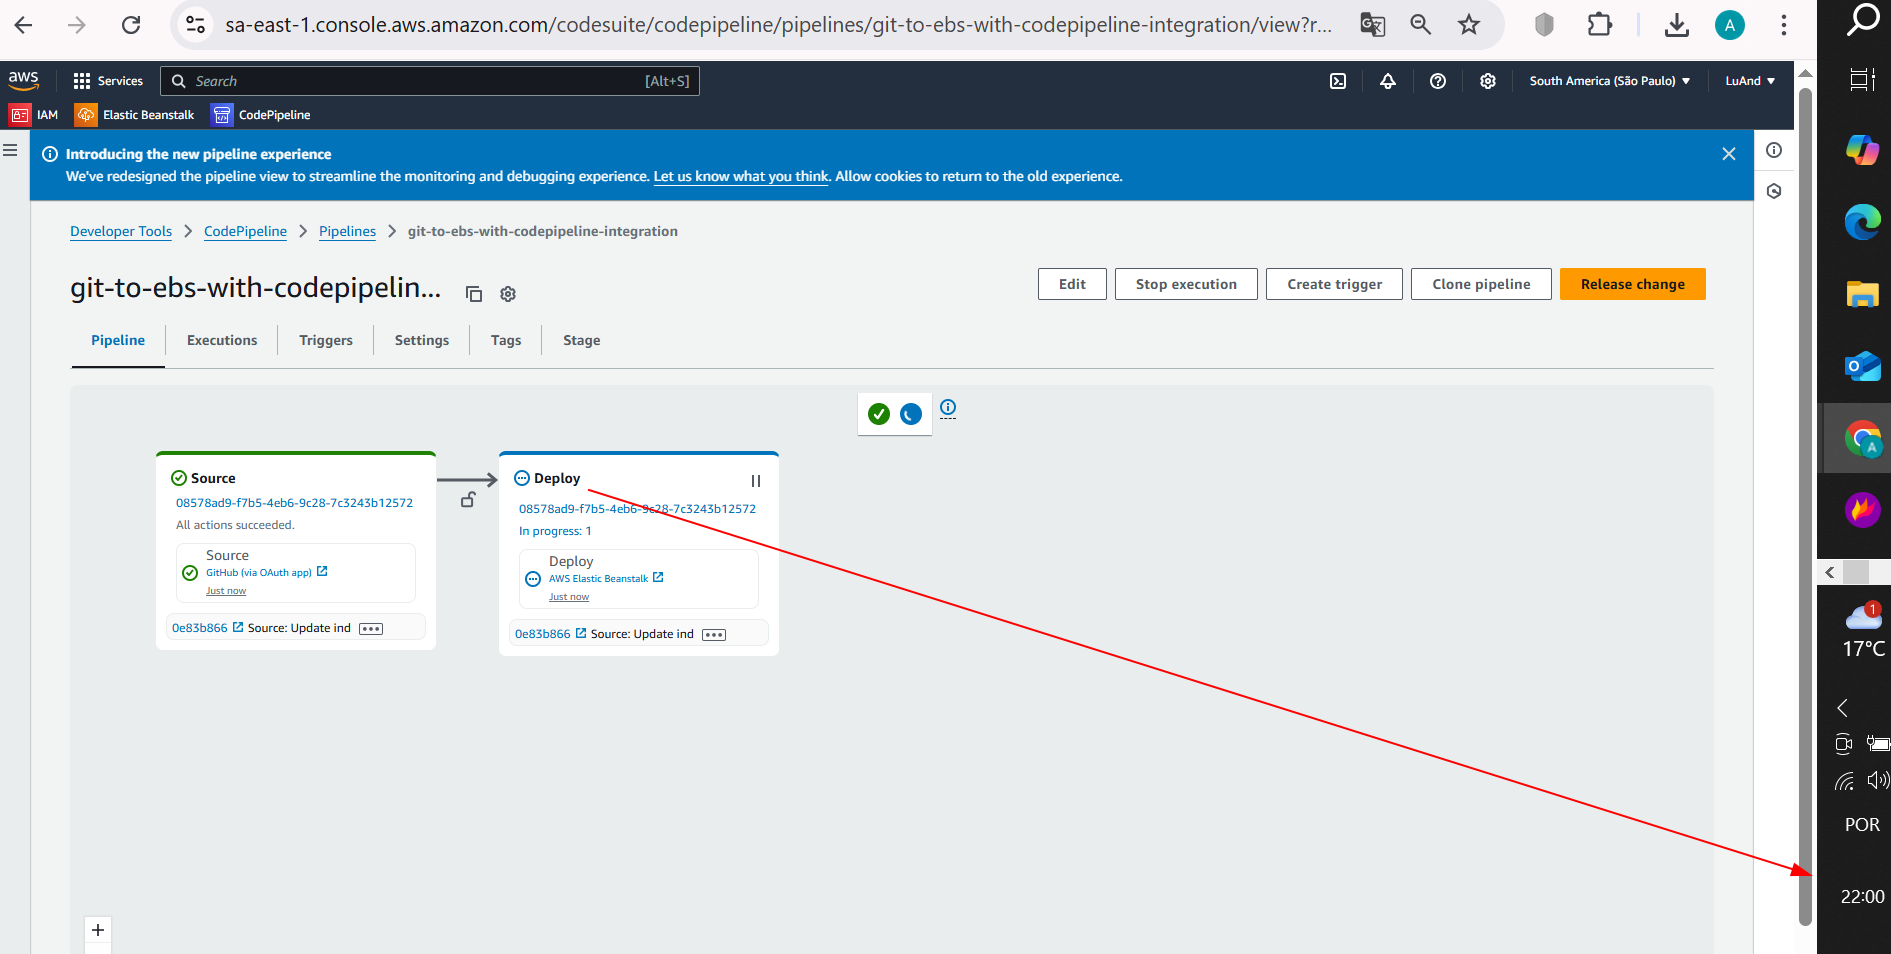 sa-east-1.console.aws.amazon.com/codesuite/codepipeline/pipelines/git-to-ebs-with-codepipeline-integration/view?r...
A
aws
Services
Search
[Alt+S]
South America (São Paulo)
LuAnd
IAM
Elastic Beanstalk
CodePipeline
Introducing the new pipeline experience
We've redesigned the pipeline view to streamline the monitoring and debugging experience. Let us know what you think. Allow cookies to return to the old experience.
Developer Tools
CodePipeline
Pipelines
git-to-ebs-with-codepipeline-integration
git-to-ebs-with-codepipelin...
Edit
Stop execution
Create trigger
Clone pipeline
Release change
Pipeline
Executions
Triggers
Settings
Tags
Stage
Source
08578ad9-f7b5-4eb6-9c28-7c3243b12572
All actions succeeded.
Source
GitHub (via OAuth app)
Just now
0e83b866 Source: Update ind
Deploy
08578ad9-f7b5-4eb6-9c28-7c3243b12572
In progress: 1
Deploy
AWS Elastic Beanstalk
Just now
0e83b866 Source: Update ind
+
A
1
17°C
POR
22:00